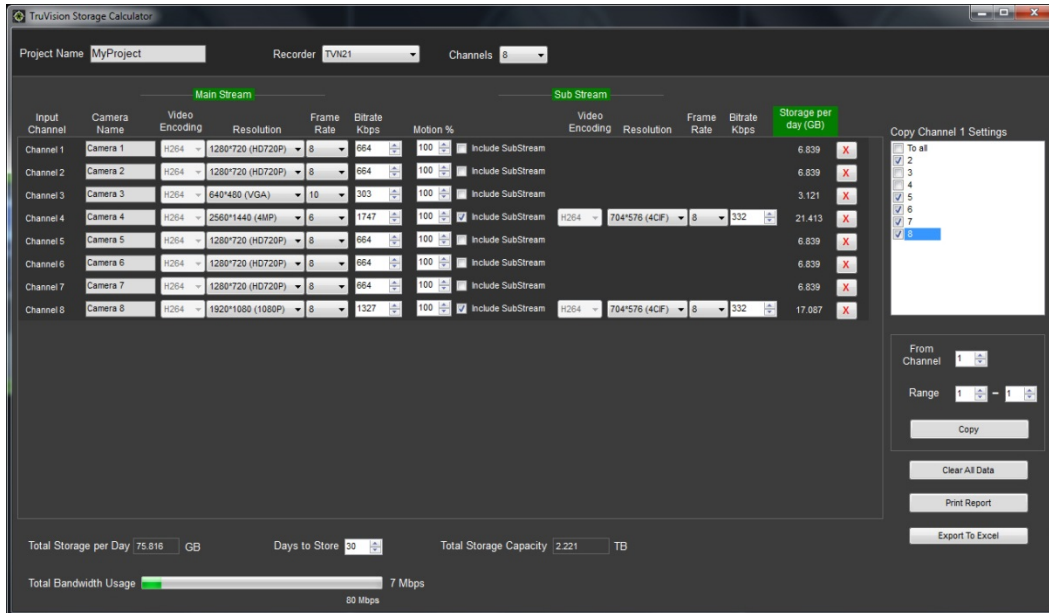 TruVision Storage Calculator
Project Name MyProject Recorder TVN21 Channels 8
Main Stream Sub Stream
Input Channel Camera Name Video Encoding Resolution Frame Rate Bitrate Kbps Motion % Video Encoding Resolution Frame Rate Bitrate Kbps Storage per day (GB)
Channel 1 Camera 1 H264 1280*720 (HD720P) 8 664 100 Include SubStream 6.839 X
Channel 2 Camera 2 H264 1280*720 (HD720P) 8 664 100 Include SubStream 6.839 X
Channel 3 Camera 3 H264 640*480 (VGA) 10 303 100 Include SubStream 3.121 X
Channel 4 Camera 4 H264 2560*1440 (4MP) 6 1747 100 Include SubStream H264 704*576 (4CIF) 8 332 21.413 X
Channel 5 Camera 5 H264 1280*720 (HD720P) 8 664 100 Include SubStream 6.839 X
Channel 6 Camera 6 H264 1280*720 (HD720P) 8 664 100 Include SubStream 6.839 X
Channel 7 Camera 7 H264 1280*720 (HD720P) 8 664 100 Include SubStream 6.839 X
Channel 8 Camera 8 H264 1920*1080 (1080P) 8 1327 100 Include SubStream H264 704*576 (4CIF) 8 332 17.087 X
Copy Channel 1 Settings
To all
2
3
4
5
6
7
8
From Channel 1
Range 1 - 1
Copy
Clear All Data
Print Report
Export To Excel
Total Storage per Day 75.816 GB Days to Store 30 Total Storage Capacity 2.221 TB
Total Bandwidth Usage 7 Mbps
80 Mbps